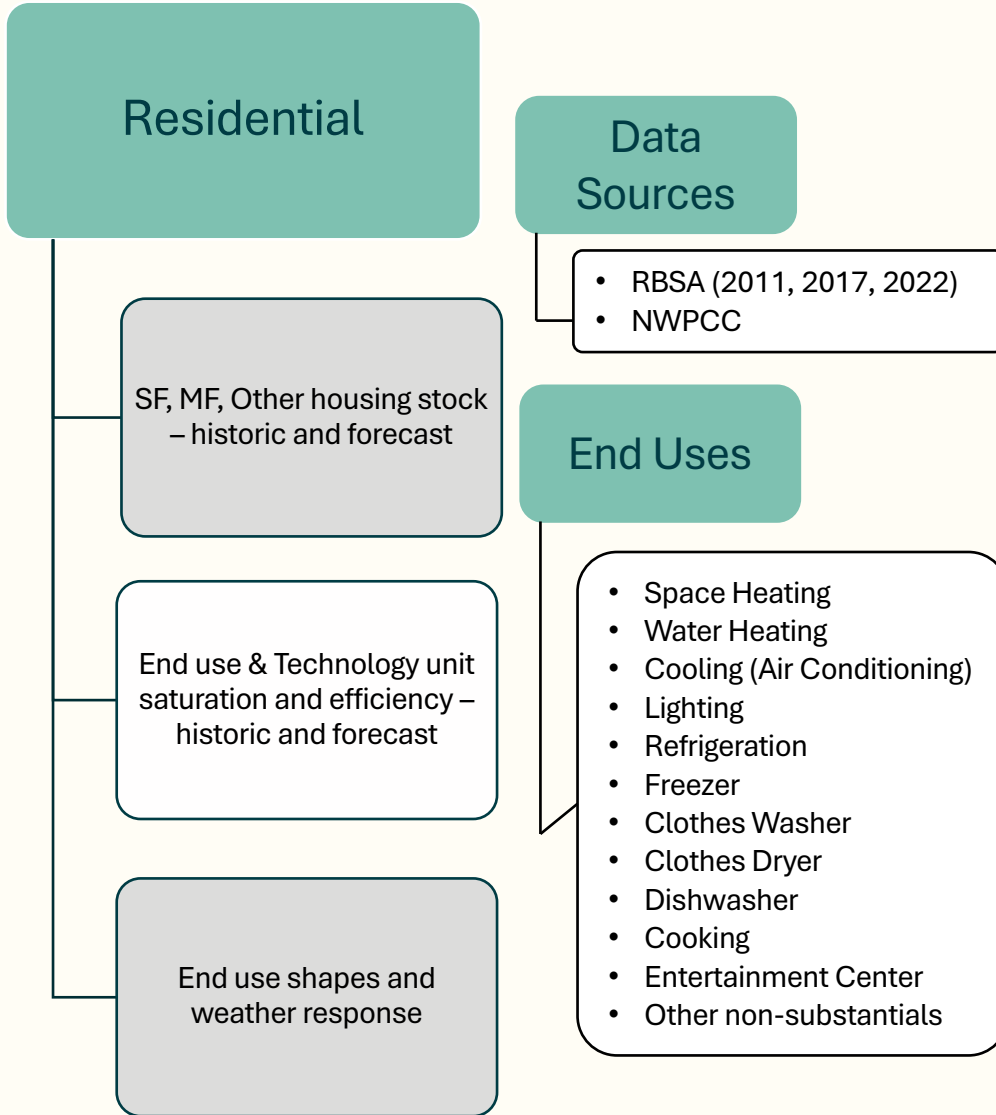 Residential
SF, MF, Other housing stock
– historic and forecast
End use & Technology unit
saturation and efficiency –
historic and forecast
End use shapes and
weather response
Data
Sources
• RBSA (2011, 2017, 2022)
• NWPCC
End Uses
• Space Heating
• Water Heating
• Cooling (Air Conditioning)
• Lighting
• Refrigeration
• Freezer
• Clothes Washer
• Clothes Dryer
• Dishwasher
• Cooking
• Entertainment Center
• Other non-substantials